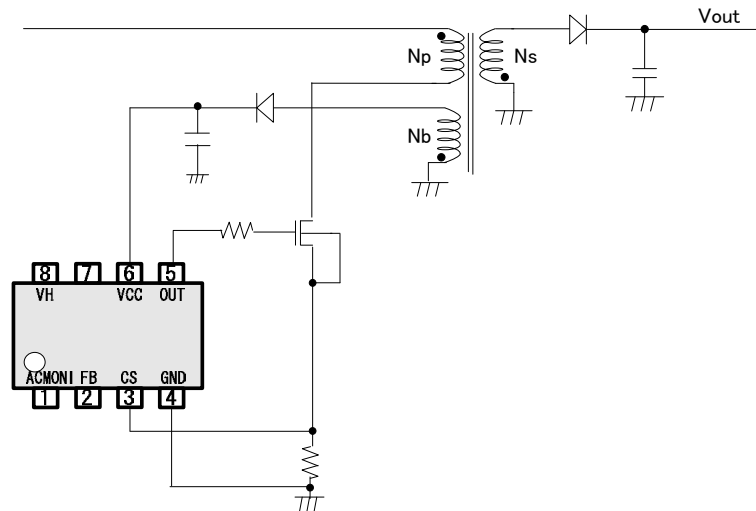 Vout
Np
Ns
Nb
8 7 6 5
VH VCC OUT
ACMONI FB CS GND
1 2 3 4